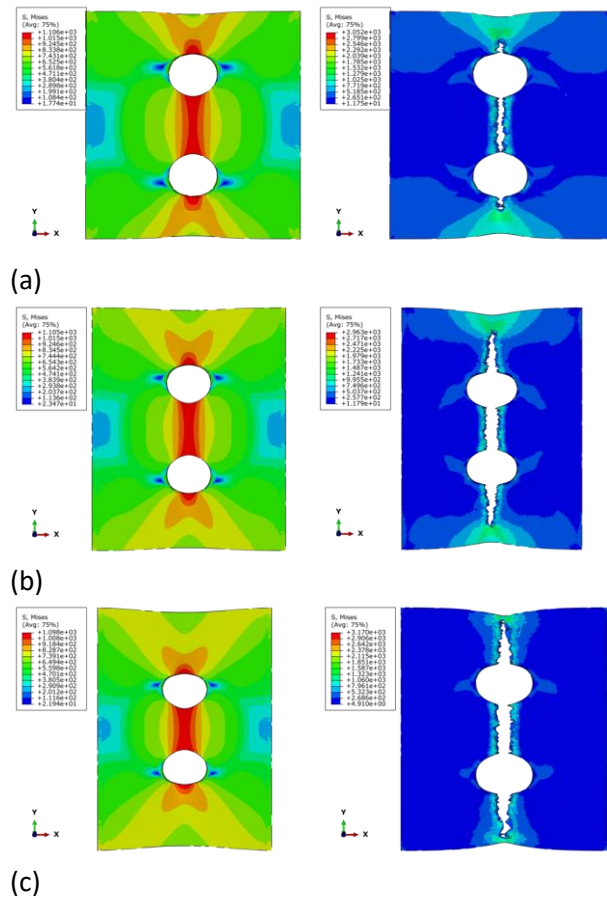 S, Mises
(Avg: 75%)
+1.106e+03
+1.015e+03
+9.245e+02
+8.338e+02
+7.431e+02
+6.525e+02
+5.618e+02
+4.711e+02
+3.804e+02
+2.898e+02
+1.991e+02
+1.084e+02
+1.774e+01
Y
X
S, Mises
(Avg: 75%)
+3.052e+03
+2.799e+03
+2.546e+03
+2.292e+03
+2.039e+03
+1.785e+03
+1.532e+03
+1.279e+03
+1.025e+03
+7.719e+02
+5.185e+02
+2.651e+02
+1.175e+01
Y
X
(a)
S, Mises
(Avg: 75%)
+1.105e+03
+1.015e+03
+9.246e+02
+8.345e+02
+7.444e+02
+6.543e+02
+5.642e+02
+4.741e+02
+3.839e+02
+2.938e+02
+2.037e+02
+1.136e+02
+2.347e+01
Y
X
S, Mises
(Avg: 75%)
+2.963e+03
+2.717e+03
+2.471e+03
+2.225e+03
+1.979e+03
+1.733e+03
+1.487e+03
+1.241e+03
+9.955e+02
+7.496e+02
+5.037e+02
+2.577e+02
+1.179e+01
Y
X
(b)
S, Mises
(Avg: 75%)
+1.098e+03
+1.008e+03
+9.184e+02
+8.287e+02
+7.391e+02
+6.494e+02
+5.598e+02
+4.701e+02
+3.805e+02
+2.909e+02
+2.012e+02
+1.116e+02
+2.194e+01
Y
X
S, Mises
(Avg: 75%)
+3.170e+03
+2.906e+03
+2.642e+03
+2.378e+03
+2.115e+03
+1.851e+03
+1.587e+03
+1.323e+03
+1.060e+03
+7.961e+02
+5.323e+02
+2.686e+02
+4.910e+00
Y
X
(c)